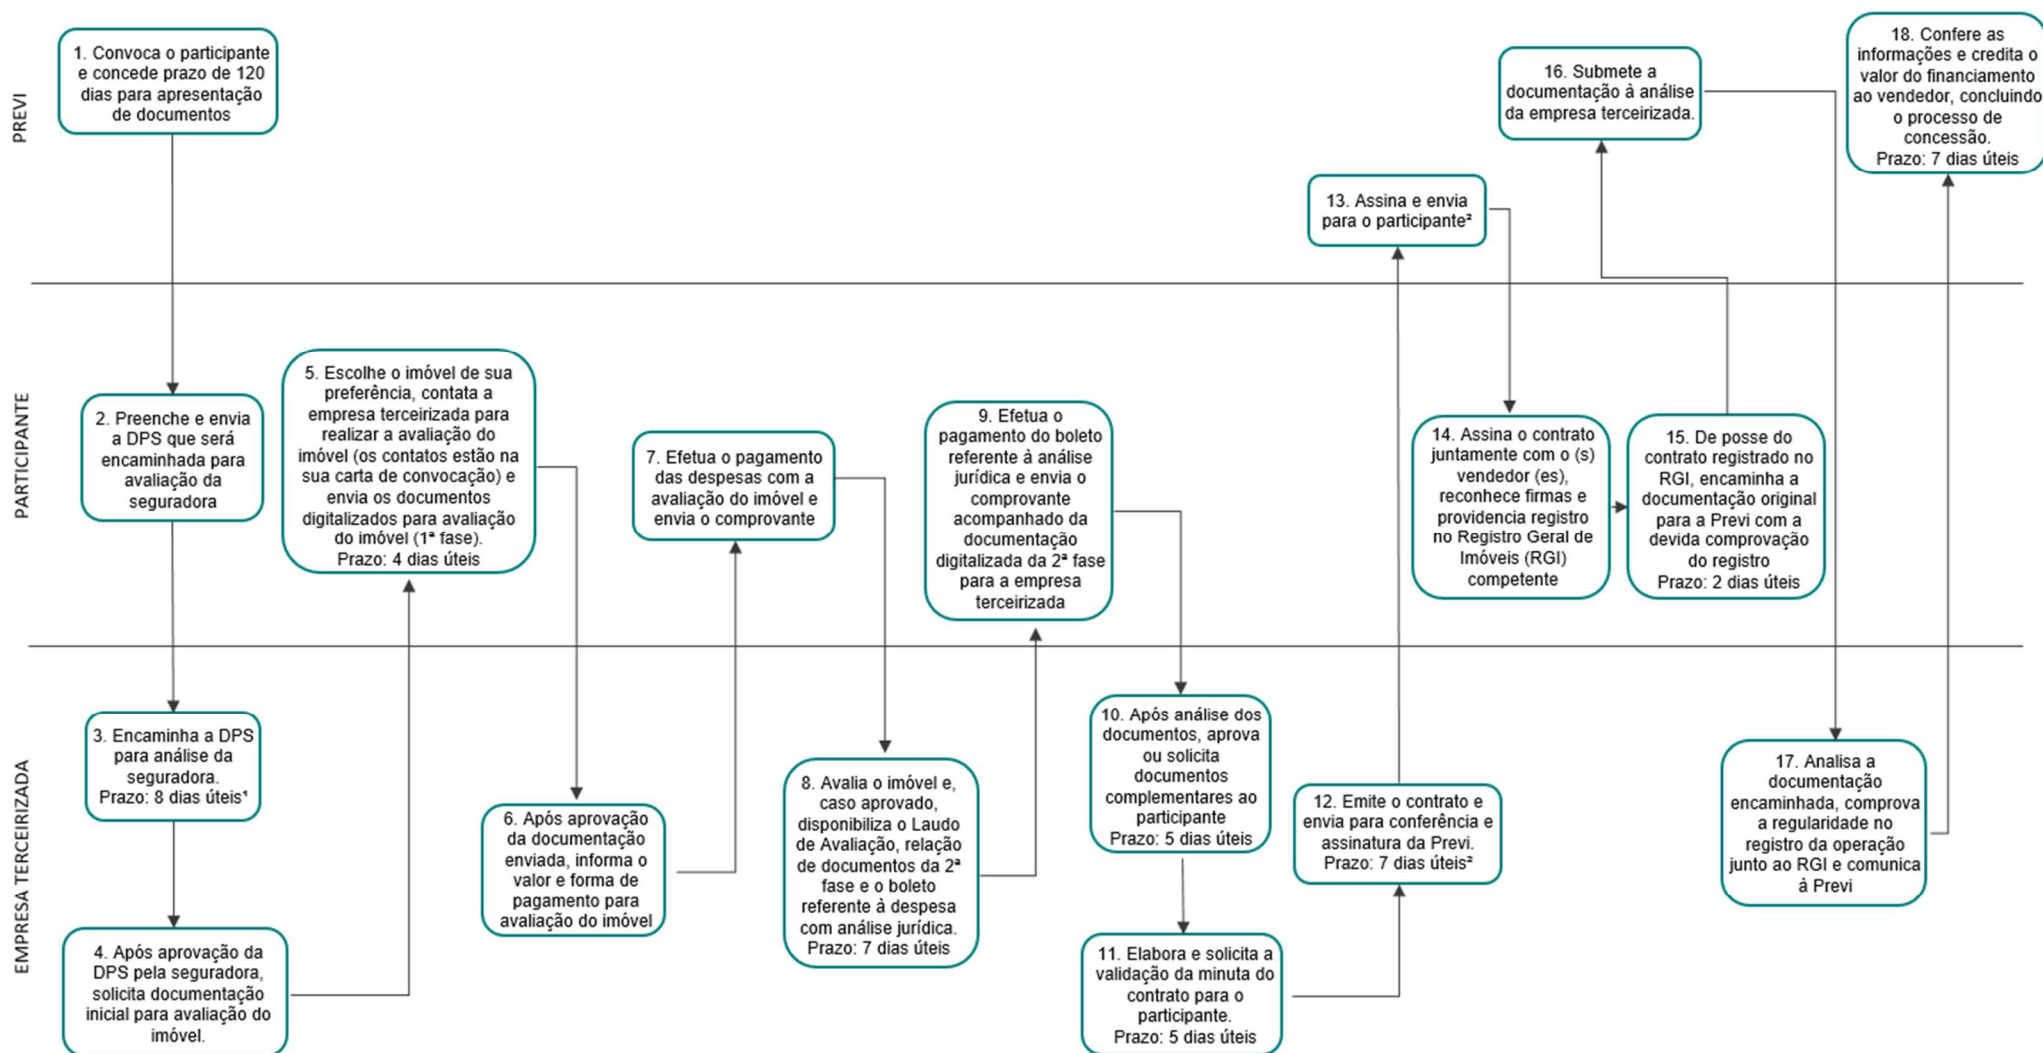 PREVI
1. Convoca o participante
e concede prazo de 120
dias para apresentação
de documentos
13. Assina e envia
para o participante²
16. Submete a
documentação à análise
da empresa terceirizada.
18. Confere as
informações e credita o
valor do financiamento
ao vendedor, concluindo
o processo de
concessão.
Prazo: 7 dias úteis
PARTICIPANTE
2. Preenche e envia
a DPS que será
encaminhada para
avaliação da
seguradora
5. Escolhe o imóvel de sua
preferência, contata a
empresa terceirizada para
realizar a avaliação do
imóvel (os contatos estão na
sua carta de convocação) e
envia os documentos
digitalizados para avaliação
do imóvel (1ª fase).
Prazo: 4 dias úteis
7. Efetua o pagamento
das despesas com a
avaliação do imóvel e
envia o comprovante
9. Efetua o
pagamento do boleto
referente à análise
jurídica e envia o
comprovante
acompanhado da
documentação
digitalizada da 2ª fase
para a empresa
terceirizada
14. Assina o contrato
juntamente com o (s)
vendedor (es),
reconhece firmas e
providencia registro
no Registro Geral de
Imóveis (RGI)
competente
15. De posse do
contrato registrado no
RGI, encaminha a
documentação original
para a Previ com a
devida comprovação
do registro
Prazo: 2 dias úteis
EMPRESA TERCEIRIZADA
3. Encaminha a DPS
para análise da
seguradora.
Prazo: 8 dias úteis¹
4. Após aprovação da
DPS pela seguradora,
solicita documentação
inicial para avaliação do
imóvel.
6. Após aprovação
da documentação
enviada, informa o
valor e forma de
pagamento para
avaliação do imóvel
8. Avalia o imóvel e,
caso aprovado,
disponibiliza o Laudo
de Avaliação, relação
de documentos da 2ª
fase e o boleto
referente à despesa
com análise jurídica.
Prazo: 7 dias úteis
10. Após análise dos
documentos, aprova
ou solicita
documentos
complementares ao
participante
Prazo: 5 dias úteis
11. Elabora e solicita a
validação da minuta do
contrato para o
participante.
Prazo: 5 dias úteis
12. Emite o contrato e
envia para conferência e
assinatura da Previ.
Prazo: 7 dias úteis²
17. Analisa a
documentação
encaminhada, comprova
a regularidade no
registro da operação
junto ao RGI e comunica
à Previ